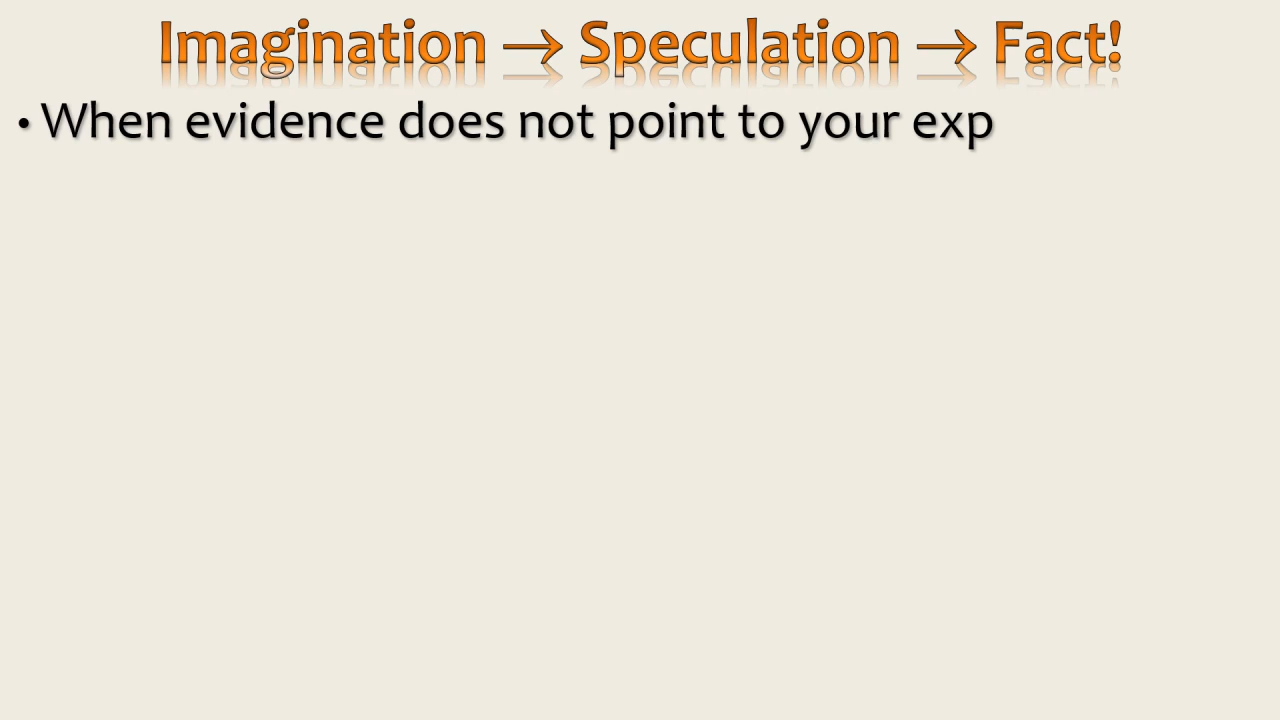 Imagination → Speculation → Fact!
• When evidence does not point to your exp